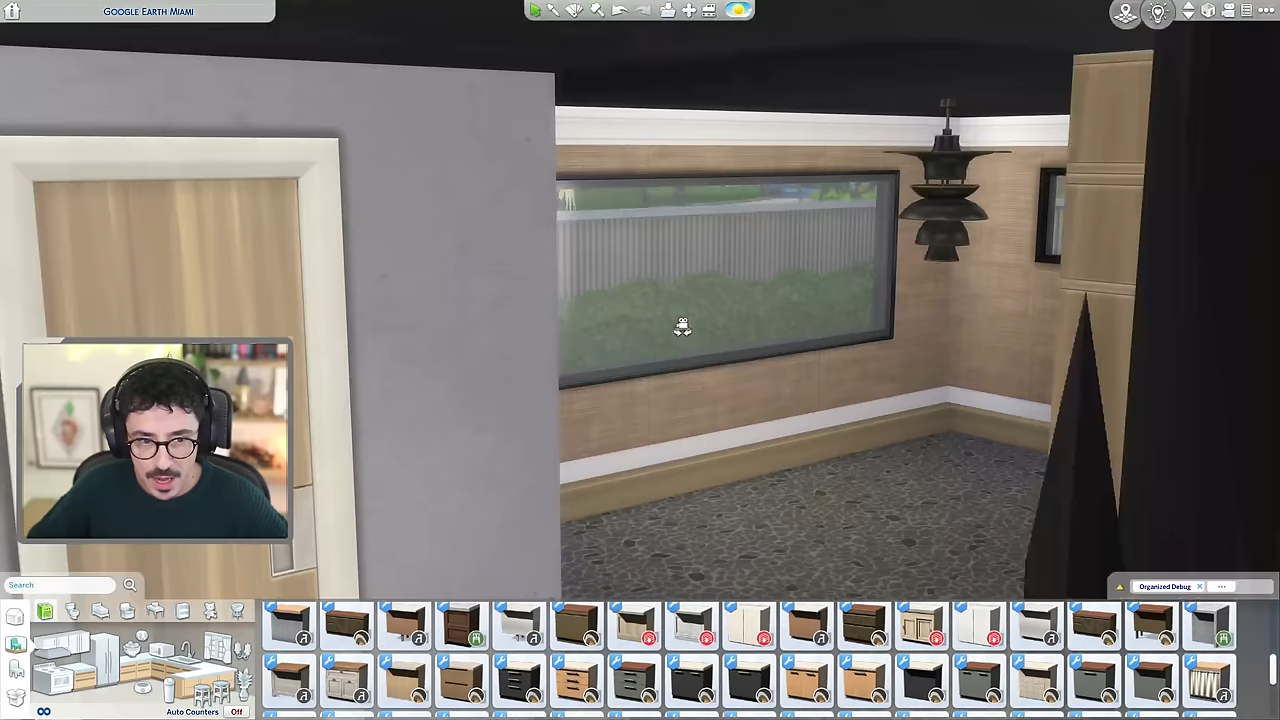 GOOGLE EARTH MIAMI
Search
Organized Debug
Auto Counters
Off